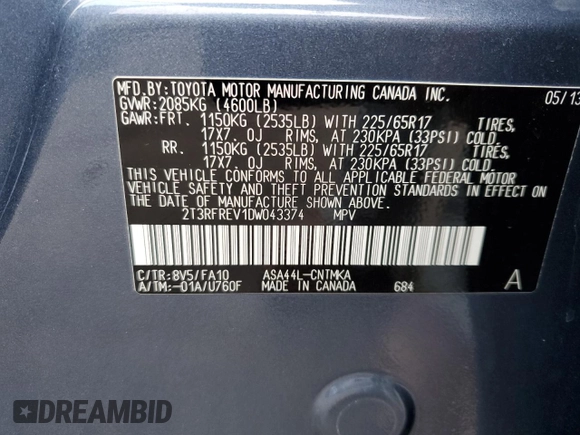 MFD.BY:TOYOTA MOTOR MANUFACTURING CANADA INC. 05/13
GVWR:2085KG (4600LB)
GAWR:FRT. 1150KG (2535LB) WITH 225/65R17 TIRES,
17X7. 0J RIMS, AT 230KPA (33PSI) COLD
RR. 1150KG (2535LB) WITH 225/65R17 TIRES,
17X7. 0J RIMS, AT 230KPA (33PSI) COLD.
THIS VEHICLE CONFORMS TO ALL APPLICABLE FEDERAL MOTOR
VEHICLE SAFETY AND THEFT PREVENTION STANDARDS IN EFFECT ON
THE DATE OF MANUFACTURE SHOWN ABOVE.
2T3RFREV1DW043374 MPV
C/TR:8V5/FA10 ASA44L-CNTMKA A
A/TM:-01A/U760F MADE IN CANADA 684
DREAMBID